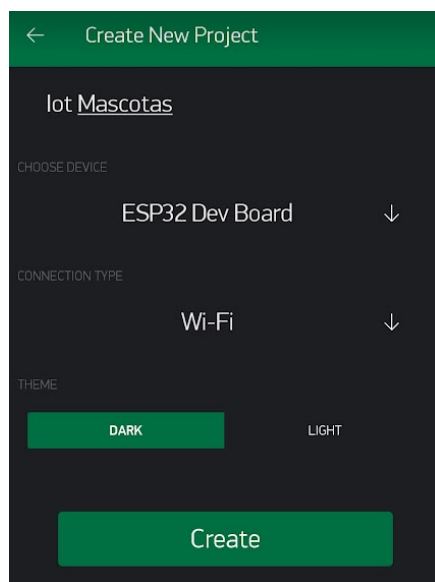 Create New Project
Iot Mascotas
CHOOSE DEVICE
ESP32 Dev Board
CONNECTION TYPE
Wi-Fi
THEME
DARK LIGHT
Create